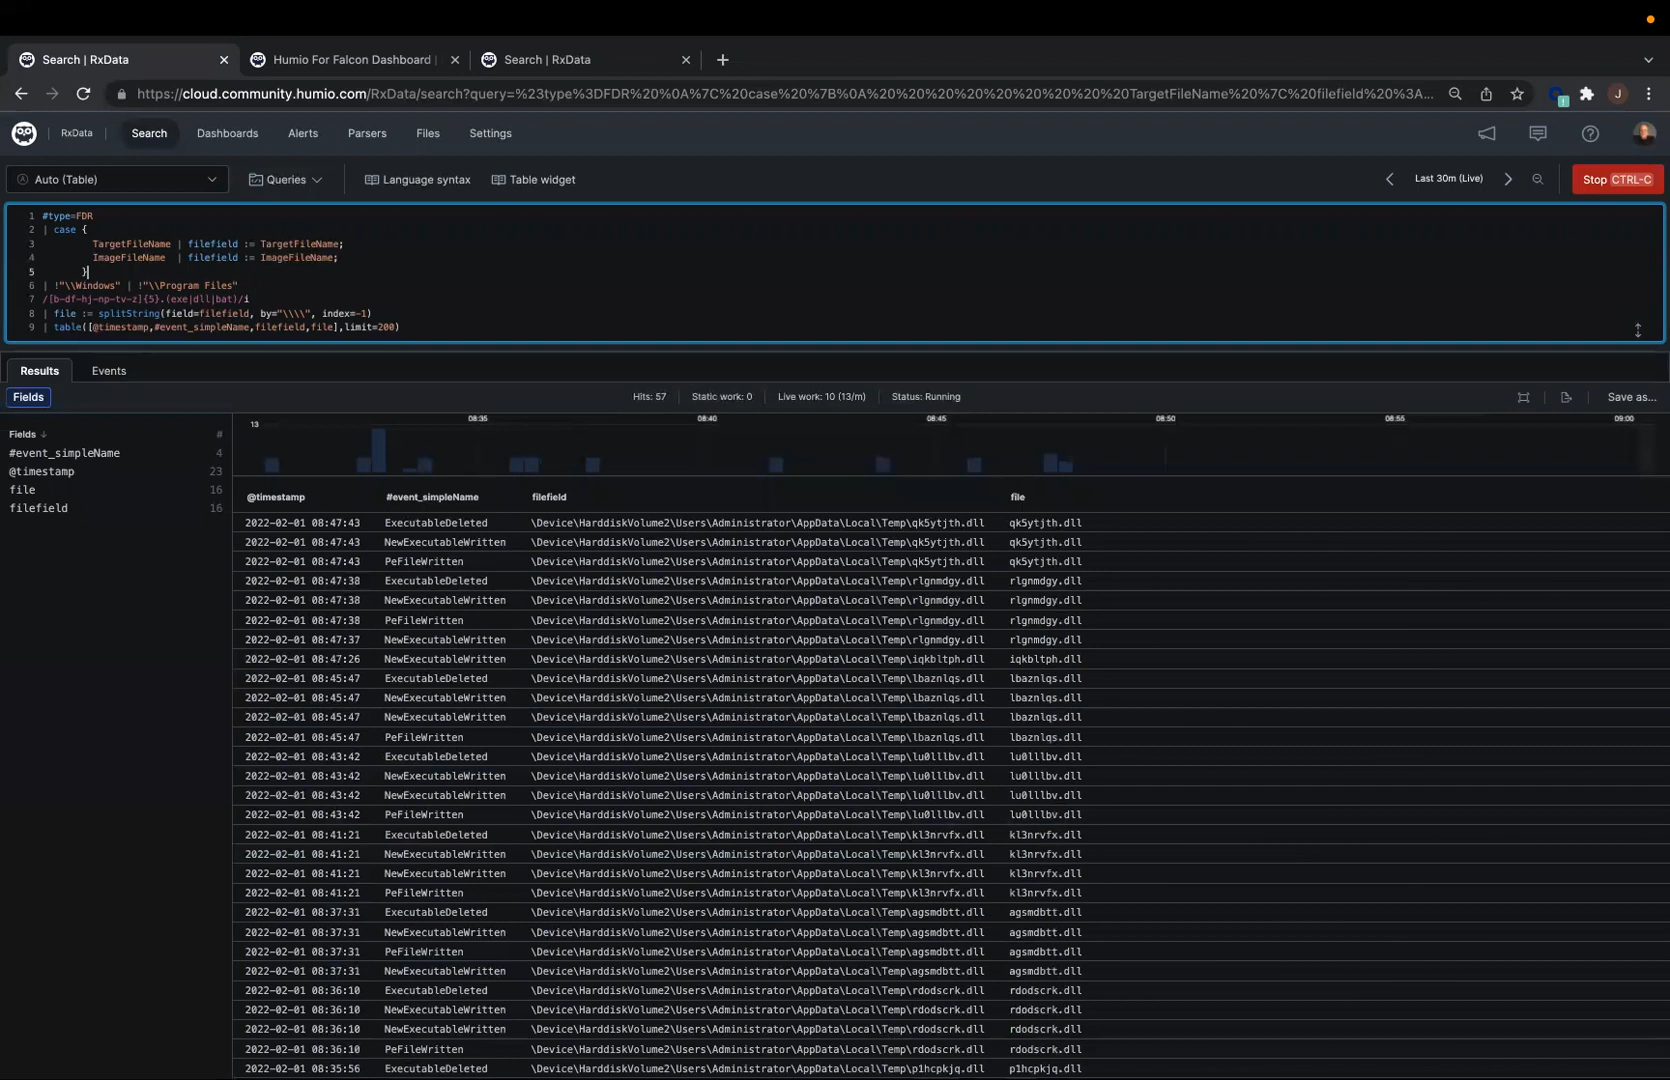 Search | RxData
Humio For Falcon Dashboard |
Search | RxData
https://cloud.community.humio.com/RxData/search?query=%23type%3DFDR%20%0A%7C%20case%20%7B%0A%20%20%20%20%20%20%20%20%20%20TargetFileName%20%7C%20filefield%20%3A...
J
RxData
Search
Dashboards
Alerts
Parsers
Files
Settings
Auto (Table)
Queries
Language syntax
Table widget
Last 30m (Live)
Stop CTRL-C
1 #type=FDR
2 | case {
3 TargetFileName | filefield := TargetFileName;
4 ImageFileName | filefield := ImageFileName;
5 }
6 | !"\\Windows" | !"\\Program Files"
7 /[b-df-hj-np-tv-z]{5}.(exe|dll|bat)/i
8 | file := splitString(field=filefield, by="\\\\", index=-1)
9 | table([@timestamp,#event_simpleName,filefield,file],limit=200)
Results
Events
Fields
Hits: 57
Static work: 0
Live work: 10 (13/m)
Status: Running
Save as...
13
08:35 08:40 08:45 08:50 08:55 09:00
Fields #
#event_simpleName 4
@timestamp 23
file 16
filefield 16
@timestamp #event_simpleName filefield file
2022-02-01 08:47:43 ExecutableDeleted \Device\HarddiskVolume2\Users\Administrator\AppData\Local\Temp\qk5ytjth.dll qk5ytjth.dll
2022-02-01 08:47:43 NewExecutableWritten \Device\HarddiskVolume2\Users\Administrator\AppData\Local\Temp\qk5ytjth.dll qk5ytjth.dll
2022-02-01 08:47:43 PeFileWritten \Device\HarddiskVolume2\Users\Administrator\AppData\Local\Temp\qk5ytjth.dll qk5ytjth.dll
2022-02-01 08:47:38 ExecutableDeleted \Device\HarddiskVolume2\Users\Administrator\AppData\Local\Temp\rlgnmdgy.dll rlgnmdgy.dll
2022-02-01 08:47:38 NewExecutableWritten \Device\HarddiskVolume2\Users\Administrator\AppData\Local\Temp\rlgnmdgy.dll rlgnmdgy.dll
2022-02-01 08:47:38 PeFileWritten \Device\HarddiskVolume2\Users\Administrator\AppData\Local\Temp\rlgnmdgy.dll rlgnmdgy.dll
2022-02-01 08:47:37 NewExecutableWritten \Device\HarddiskVolume2\Users\Administrator\AppData\Local\Temp\rlgnmdgy.dll rlgnmdgy.dll
2022-02-01 08:47:26 NewExecutableWritten \Device\HarddiskVolume2\Users\Administrator\AppData\Local\Temp\iqkbltph.dll iqkbltph.dll
2022-02-01 08:45:47 ExecutableDeleted \Device\HarddiskVolume2\Users\Administrator\AppData\Local\Temp\lbaznlqs.dll lbaznlqs.dll
2022-02-01 08:45:47 NewExecutableWritten \Device\HarddiskVolume2\Users\Administrator\AppData\Local\Temp\lbaznlqs.dll lbaznlqs.dll
2022-02-01 08:45:47 NewExecutableWritten \Device\HarddiskVolume2\Users\Administrator\AppData\Local\Temp\lbaznlqs.dll lbaznlqs.dll
2022-02-01 08:45:47 PeFileWritten \Device\HarddiskVolume2\Users\Administrator\AppData\Local\Temp\lbaznlqs.dll lbaznlqs.dll
2022-02-01 08:43:42 ExecutableDeleted \Device\HarddiskVolume2\Users\Administrator\AppData\Local\Temp\lu0lllbv.dll lu0lllbv.dll
2022-02-01 08:43:42 NewExecutableWritten \Device\HarddiskVolume2\Users\Administrator\AppData\Local\Temp\lu0lllbv.dll lu0lllbv.dll
2022-02-01 08:43:42 NewExecutableWritten \Device\HarddiskVolume2\Users\Administrator\AppData\Local\Temp\lu0lllbv.dll lu0lllbv.dll
2022-02-01 08:43:42 PeFileWritten \Device\HarddiskVolume2\Users\Administrator\AppData\Local\Temp\lu0lllbv.dll lu0lllbv.dll
2022-02-01 08:41:21 ExecutableDeleted \Device\HarddiskVolume2\Users\Administrator\AppData\Local\Temp\kl3nrvfx.dll kl3nrvfx.dll
2022-02-01 08:41:21 NewExecutableWritten \Device\HarddiskVolume2\Users\Administrator\AppData\Local\Temp\kl3nrvfx.dll kl3nrvfx.dll
2022-02-01 08:41:21 NewExecutableWritten \Device\HarddiskVolume2\Users\Administrator\AppData\Local\Temp\kl3nrvfx.dll kl3nrvfx.dll
2022-02-01 08:41:21 PeFileWritten \Device\HarddiskVolume2\Users\Administrator\AppData\Local\Temp\kl3nrvfx.dll kl3nrvfx.dll
2022-02-01 08:37:31 ExecutableDeleted \Device\HarddiskVolume2\Users\Administrator\AppData\Local\Temp\agsmdbtt.dll agsmdbtt.dll
2022-02-01 08:37:31 NewExecutableWritten \Device\HarddiskVolume2\Users\Administrator\AppData\Local\Temp\agsmdbtt.dll agsmdbtt.dll
2022-02-01 08:37:31 PeFileWritten \Device\HarddiskVolume2\Users\Administrator\AppData\Local\Temp\agsmdbtt.dll agsmdbtt.dll
2022-02-01 08:37:31 NewExecutableWritten \Device\HarddiskVolume2\Users\Administrator\AppData\Local\Temp\agsmdbtt.dll agsmdbtt.dll
2022-02-01 08:36:10 ExecutableDeleted \Device\HarddiskVolume2\Users\Administrator\AppData\Local\Temp\rdodscrk.dll rdodscrk.dll
2022-02-01 08:36:10 NewExecutableWritten \Device\HarddiskVolume2\Users\Administrator\AppData\Local\Temp\rdodscrk.dll rdodscrk.dll
2022-02-01 08:36:10 NewExecutableWritten \Device\HarddiskVolume2\Users\Administrator\AppData\Local\Temp\rdodscrk.dll rdodscrk.dll
2022-02-01 08:36:10 PeFileWritten \Device\HarddiskVolume2\Users\Administrator\AppData\Local\Temp\rdodscrk.dll rdodscrk.dll
2022-02-01 08:35:56 ExecutableDeleted \Device\HarddiskVolume2\Users\Administrator\AppData\Local\Temp\p1hcpkjq.dll p1hcpkjq.dll